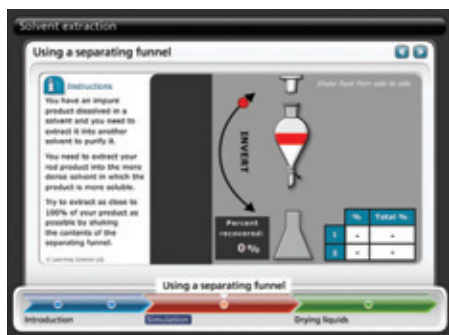 Solvent extraction
Using a separating funnel
Instructions
You have an impure
product dissolved in a
solvent and you need to
extract it into another
solvent to purify it.
You need to extract your
red product into the more
dense solvent in which the
product is more soluble.
Try to extract as close to
100% of your product as
possible by shaking
the contents of the
separating funnel.
© Learning Science Ltd
Shake flask from side to side
INVERT
Percent
recovered:
0%
% Total %
1 - -
2 - -
Using a separating funnel
Introduction
Simulation
Drying liquids